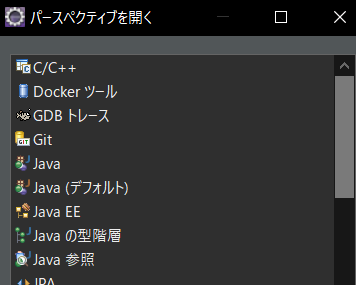 パースペクティブを開く
C/C++
Docker ツール
GDB トレース
Git
Java
Java (デフォルト)
Java EE
Java の型階層
Java 参照
JPA